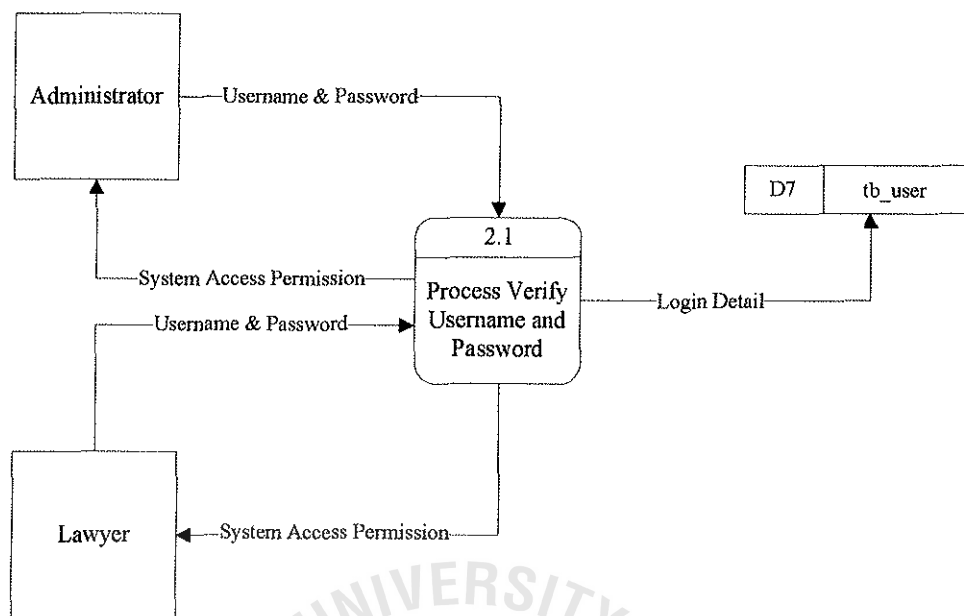 Administrator
Username & Password
D7
tb_user
2.1
System Access Permission
Process Verify
Username and
Password
Login Detail
Username & Password
System Access Permission
Lawyer
UNIVERSITY